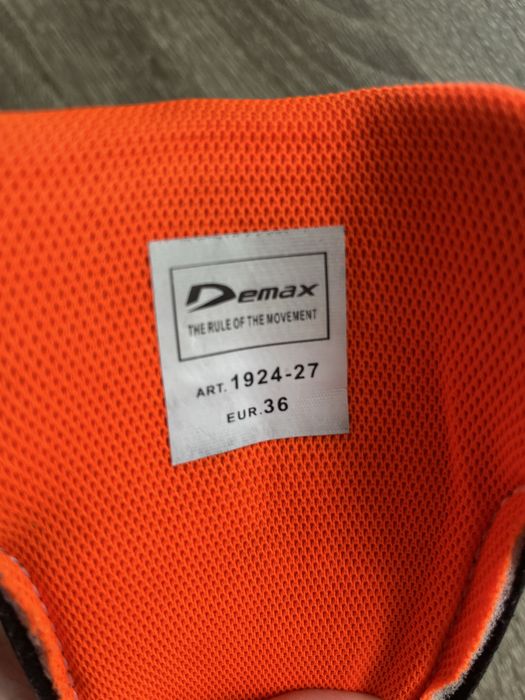 Demax
THE RULE OF THE MOVEMENT
ART. 1924-27
EUR. 36